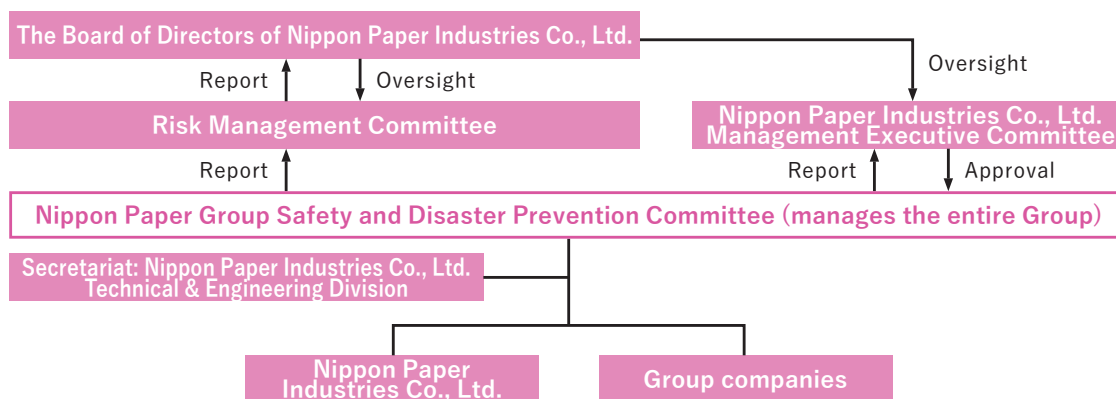 The Board of Directors of Nippon Paper Industries Co., Ltd.
Report
Oversight
Oversight
Risk Management Committee
Nippon Paper Industries Co., Ltd.
Management Executive Committee
Report
Report
Approval
Nippon Paper Group Safety and Disaster Prevention Committee (manages the entire Group)
Secretariat: Nippon Paper Industries Co., Ltd.
Technical & Engineering Division
Nippon Paper
Industries Co., Ltd.
Group companies